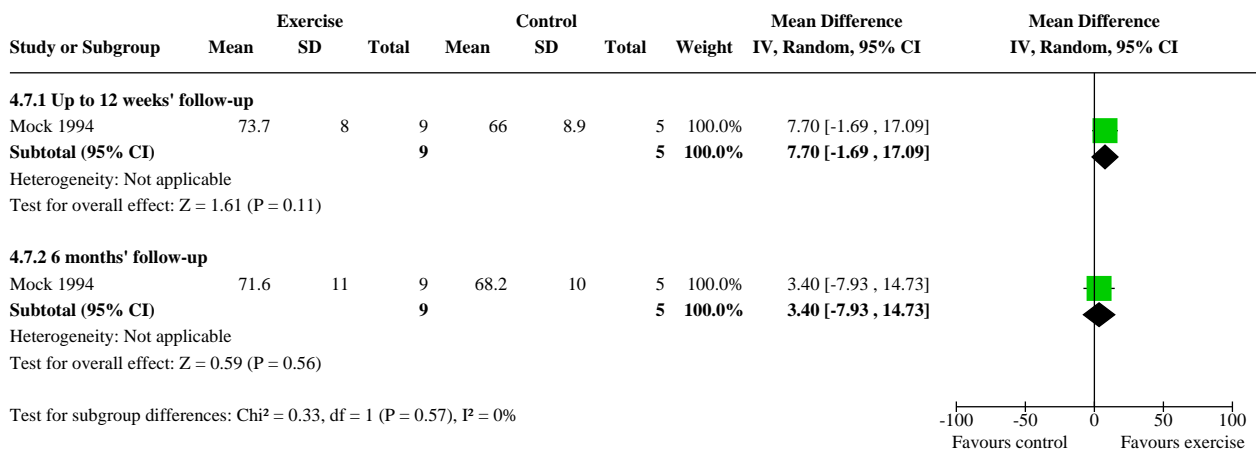 Exercise Control Mean Difference Mean Difference
Study or Subgroup Mean SD Total Mean SD Total Weight IV, Random, 95% CI IV, Random, 95% CI
4.7.1 Up to 12 weeks' follow-up
Mock 1994 73.7 8 9 66 8.9 5 100.0% 7.70 [-1.69 , 17.09]
Subtotal (95% CI) 9 5 100.0% 7.70 [-1.69 , 17.09]
Heterogeneity: Not applicable
Test for overall effect: Z = 1.61 (P = 0.11)
4.7.2 6 months' follow-up
Mock 1994 71.6 11 9 68.2 10 5 100.0% 3.40 [-7.93 , 14.73]
Subtotal (95% CI) 9 5 100.0% 3.40 [-7.93 , 14.73]
Heterogeneity: Not applicable
Test for overall effect: Z = 0.59 (P = 0.56)
Test for subgroup differences: Chi² = 0.33, df = 1 (P = 0.57), I² = 0%
-100 -50 0 50 100
Favours control Favours exercise